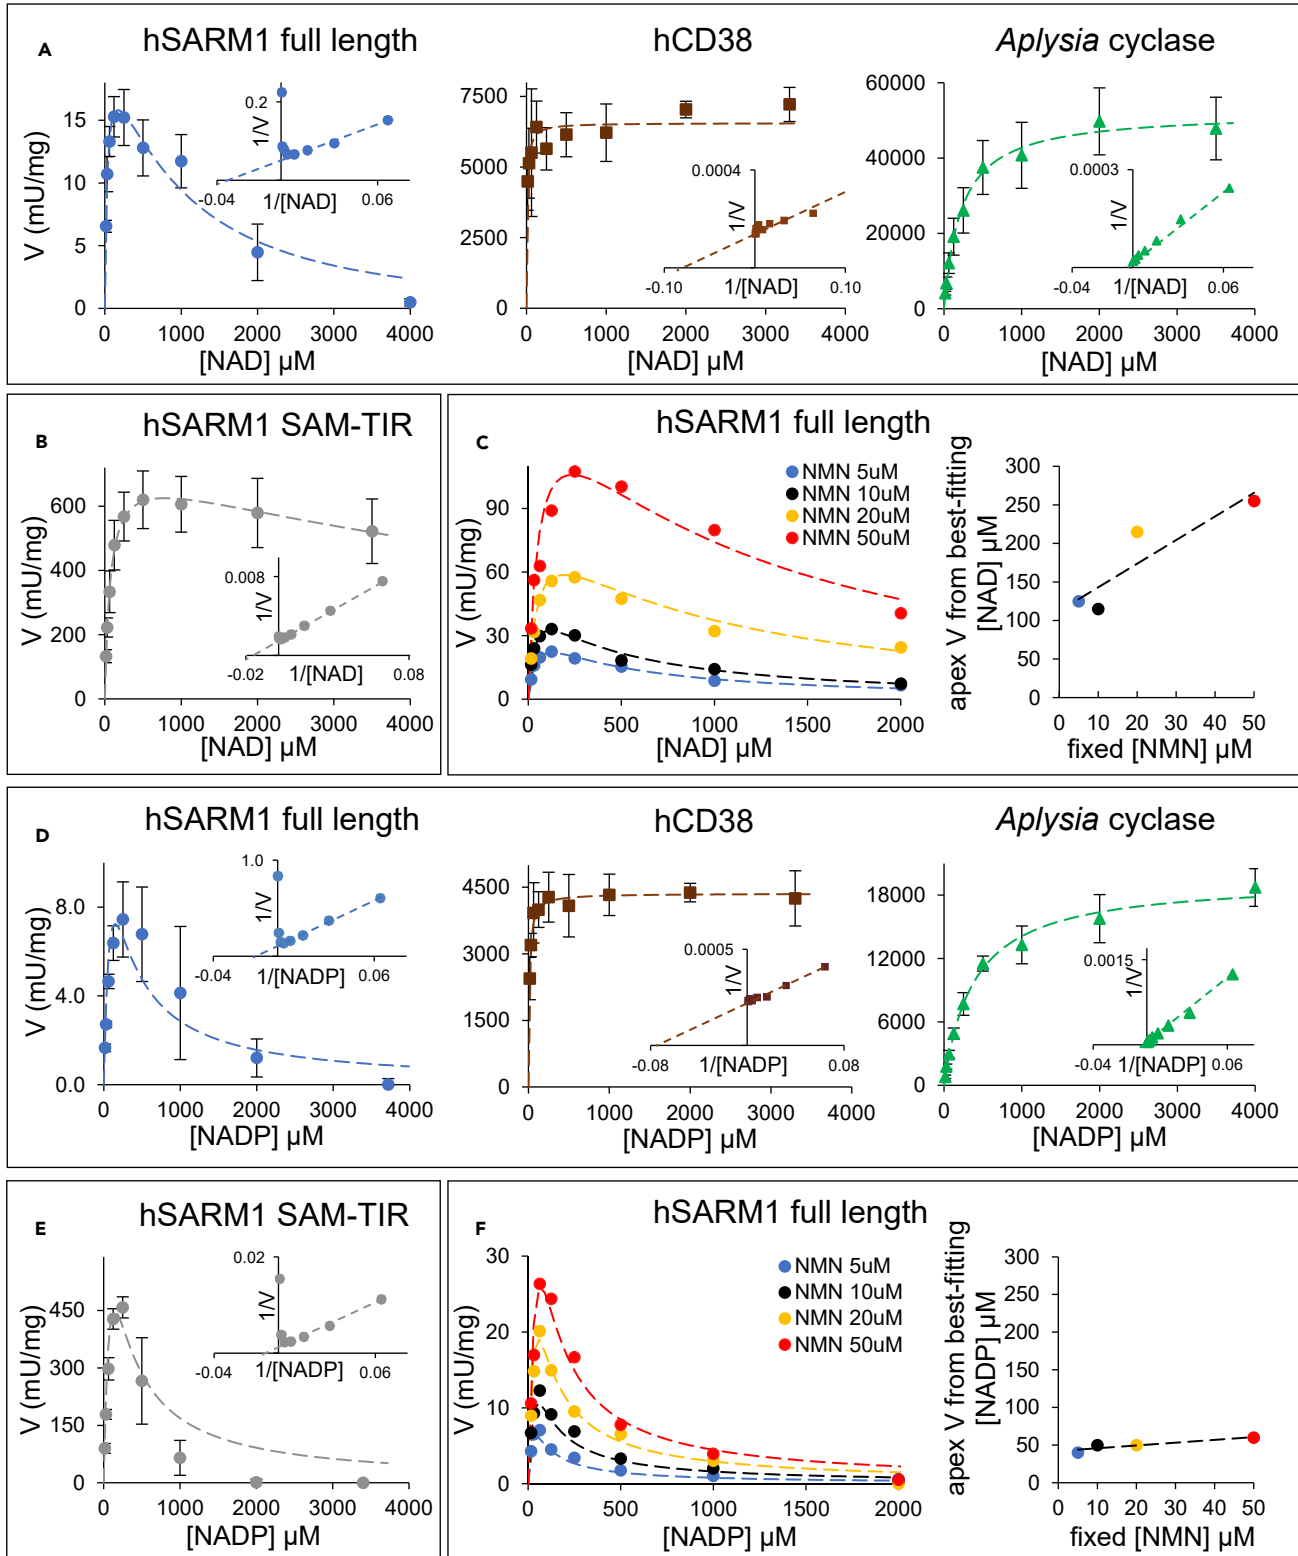 A
hSARM1 full length
hCD38
Aplysia cyclase
V (mU/mg)
15
10
5
0
0 1000 2000 3000 4000
[NAD] µM
0.2
1/V
-0.04 0.06
1/[NAD]
7500
5000
2500
0
0 1000 2000 3000 4000
[NAD] µM
0.0004
1/V
-0.10 0.10
1/[NAD]
60000
40000
20000
0
0 1000 2000 3000 4000
[NAD] µM
0.0003
1/V
-0.04 0.06
1/[NAD]
B
hSARM1 SAM-TIR
V (mU/mg)
600
400
200
0
0 1000 2000 3000 4000
[NAD] µM
0.008
1/V
-0.02 0.08
1/[NAD]
C
hSARM1 full length
V (mU/mg)
90
60
30
0
0 500 1000 1500 2000
[NAD] µM
NMN 5uM
NMN 10uM
NMN 20uM
NMN 50uM
apex V from best-fitting
[NAD] µM
300
250
200
150
100
50
0
0 10 20 30 40 50
fixed [NMN] µM
D
hSARM1 full length
hCD38
Aplysia cyclase
V (mU/mg)
8.0
4.0
0.0
0 1000 2000 3000 4000
[NADP] µM
1.0
1/V
-0.04 0.06
1/[NADP]
4500
3000
1500
0
0 1000 2000 3000 4000
[NADP] µM
0.0005
1/V
-0.08 0.08
1/[NADP]
18000
12000
6000
0
0 1000 2000 3000 4000
[NADP] µM
0.0015
1/V
-0.04 0.06
1/[NADP]
E
hSARM1 SAM-TIR
V (mU/mg)
450
300
150
0
0 1000 2000 3000 4000
[NADP] µM
0.02
1/V
-0.04 0.06
1/[NADP]
F
hSARM1 full length
V (mU/mg)
30
20
10
0
0 500 1000 1500 2000
[NADP] µM
NMN 5uM
NMN 10uM
NMN 20uM
NMN 50uM
apex V from best-fitting
[NADP] µM
300
250
200
150
100
50
0
0 10 20 30 40 50
fixed [NMN] µM